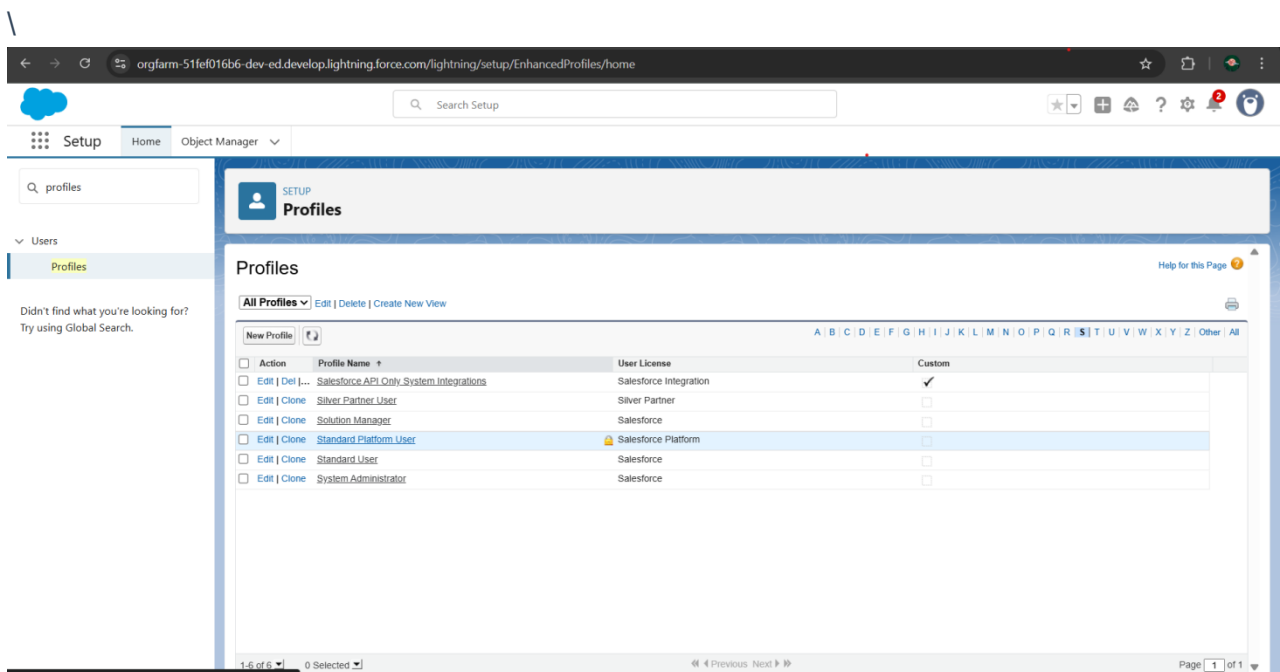 \
orgfarm-51fef016b6-dev-ed.develop.lightning.force.com/lightning/setup/EnhancedProfiles/home
Search Setup
2
Setup Home Object Manager
profiles
SETUP
Profiles
Users
Profiles
Didn't find what you're looking for?
Try using Global Search.
Profiles
Help for this Page
All Profiles Edit | Delete | Create New View
New Profile A | B | C | D | E | F | G | H | I | J | K | L | M | N | O | P | Q | R | S | T | U | V | W | X | Y | Z | Other | All
Action Profile Name User License Custom
Edit | Del |... Salesforce API Only System Integrations Salesforce Integration
Edit | Clone Silver Partner User Silver Partner
Edit | Clone Solution Manager Salesforce
Edit | Clone Standard Platform User Salesforce Platform
Edit | Clone Standard User Salesforce
Edit | Clone System Administrator Salesforce
1-6 of 6 0 Selected Previous Next Page 1 of 1